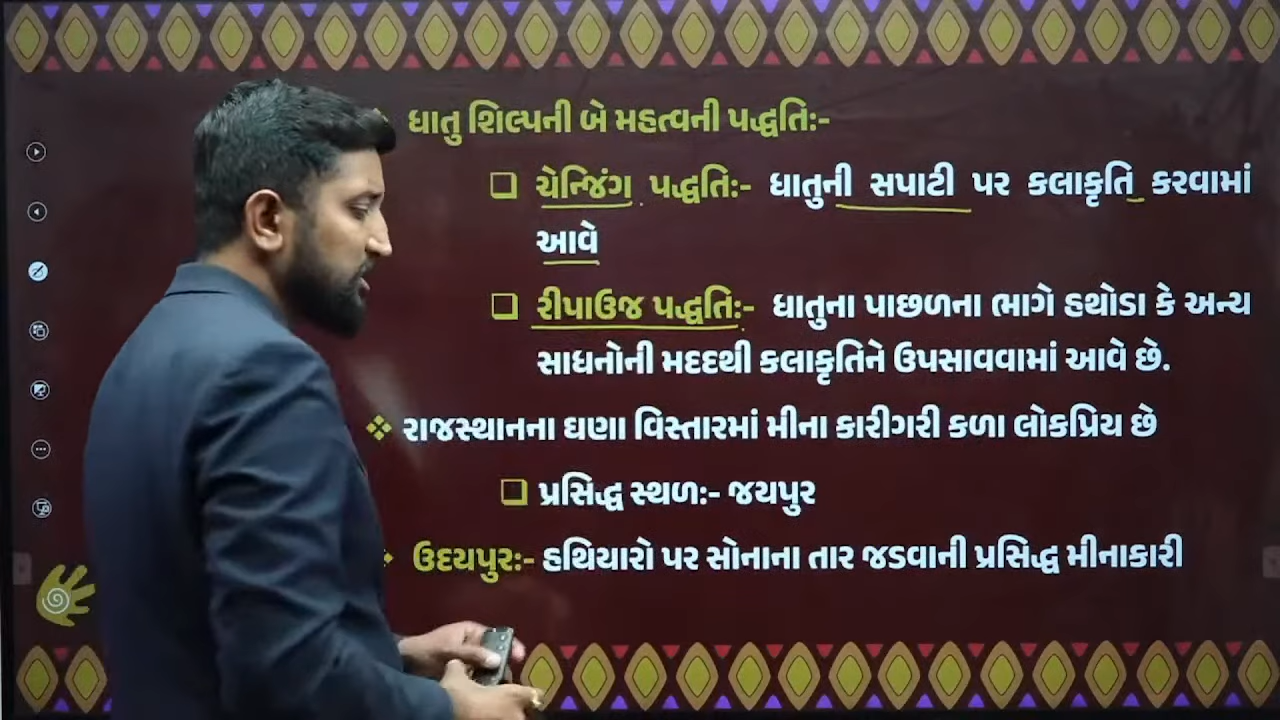 ધાતુ શિલ્પની બે મહત્વની પદ્ધતિ:-
ચેન્જિંગ પદ્ધતિ:- ધાતુની સપાટી પર કલાકૃતિ કરવામાં
આવે
રીપાઉજ પદ્ધતિ:- ધાતુના પાછળના ભાગે હથોડા કે અન્ય
સાધનોની મદદથી કલાકૃતિને ઉપસાવવામાં આવે છે.
રાજસ્થાનના ઘણા વિસ્તારમાં મીના કારીગરી કળા લોકપ્રિય છે
પ્રસિદ્ધ સ્થળ:- જયપુર
ઉદયપુર:- હથિયારો પર સોનાના તાર જડવાની પ્રસિદ્ધ મીનાકારી